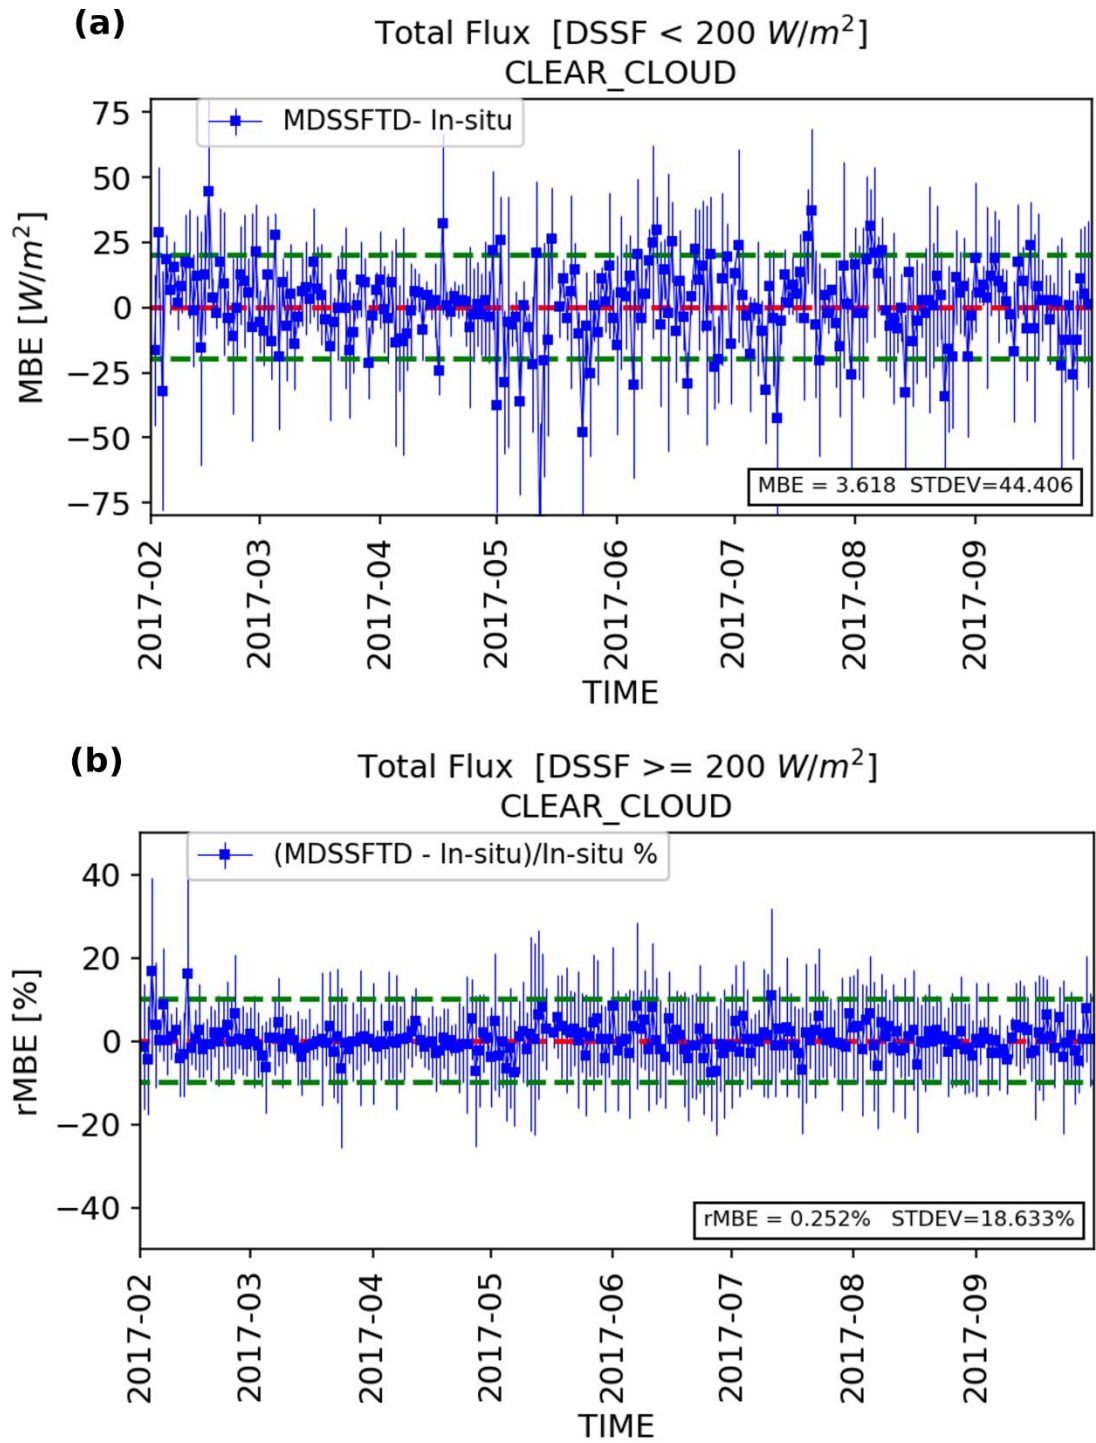 (a)
Total Flux [DSSF < 200 W/m²]
CLEAR_CLOUD
MDSSFTD- In-situ
75
50
25
0
−25
−50
−75
MBE [W/m²]
MBE = 3.618 STDEV=44.406
2017-02
2017-03
2017-04
2017-05
2017-06
2017-07
2017-08
2017-09
TIME
(b)
Total Flux [DSSF >= 200 W/m²]
CLEAR_CLOUD
(MDSSFTD - In-situ)/In-situ %
40
20
0
−20
−40
rMBE [%]
rMBE = 0.252% STDEV=18.633%
2017-02
2017-03
2017-04
2017-05
2017-06
2017-07
2017-08
2017-09
TIME